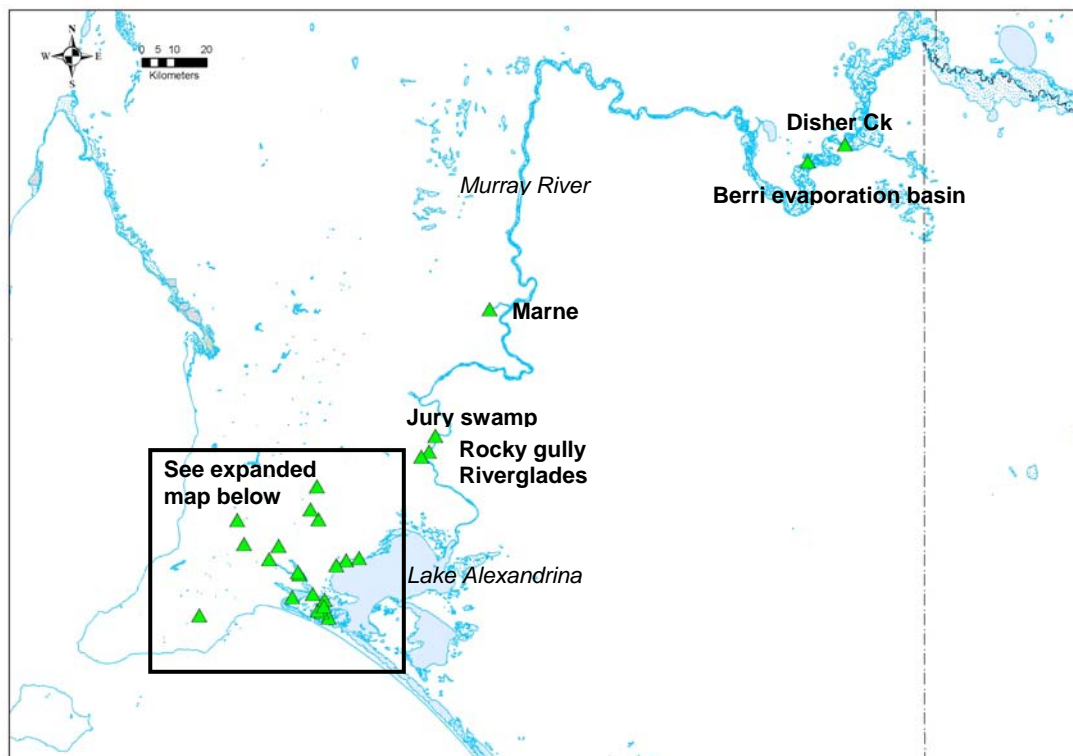 N
W E
S
0 5 10 20
Kilometers
Disher Ck
Murray River
Berri evaporation basin
Marne
Jury swamp
Rocky gully
Riverglades
See expanded
map below
Lake Alexandrina